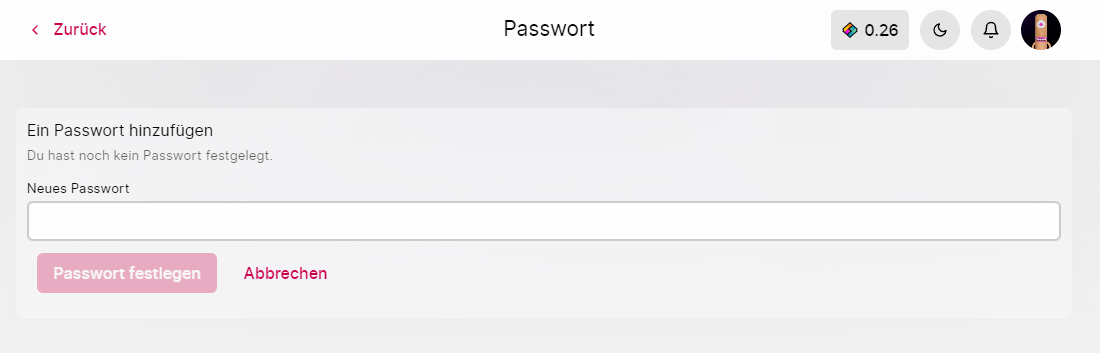 Zurück
Passwort
0.26
Ein Passwort hinzufügen
Du hast noch kein Passwort festgelegt.
Neues Passwort
Passwort festlegen
Abbrechen